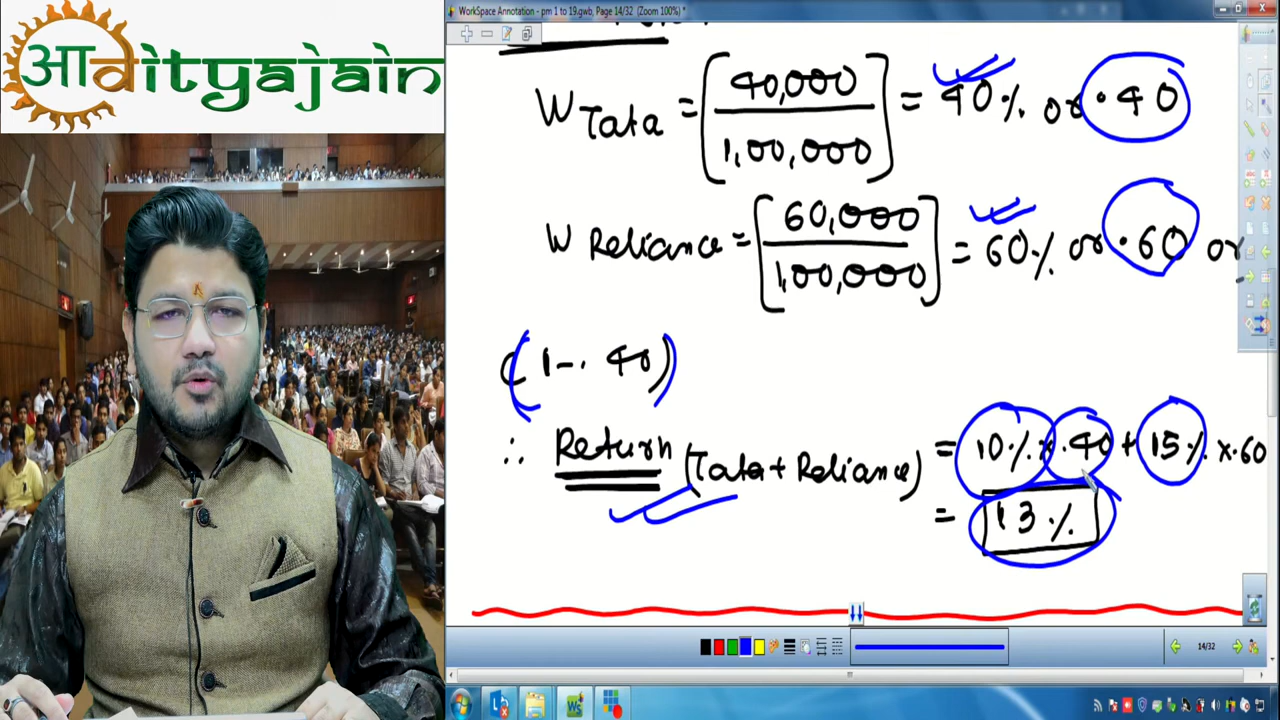 आdityajain
WorkSpace Annotation - pm 1 to 19.gwb, Page 14/32 (Zoom 100%) *
W Tata = [40,000 / 1,00,000] = 40% or .40
W Reliance = [60,000 / 1,00,000] = 60% or .60 or
(1-.40)
∴ Return (Tata + Reliance) = 10% x .40 + 15% x .60
= 13%
14/32